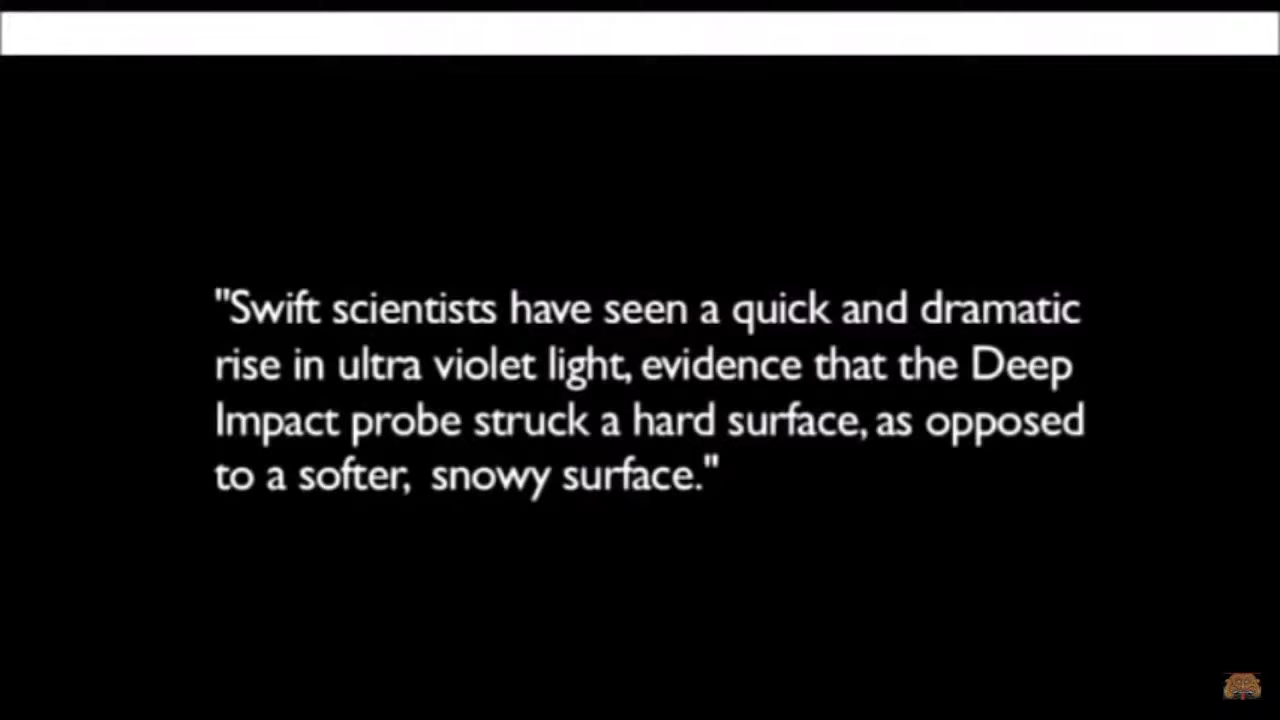 "Swift scientists have seen a quick and dramatic
rise in ultra violet light, evidence that the Deep
Impact probe struck a hard surface, as opposed
to a softer, snowy surface."